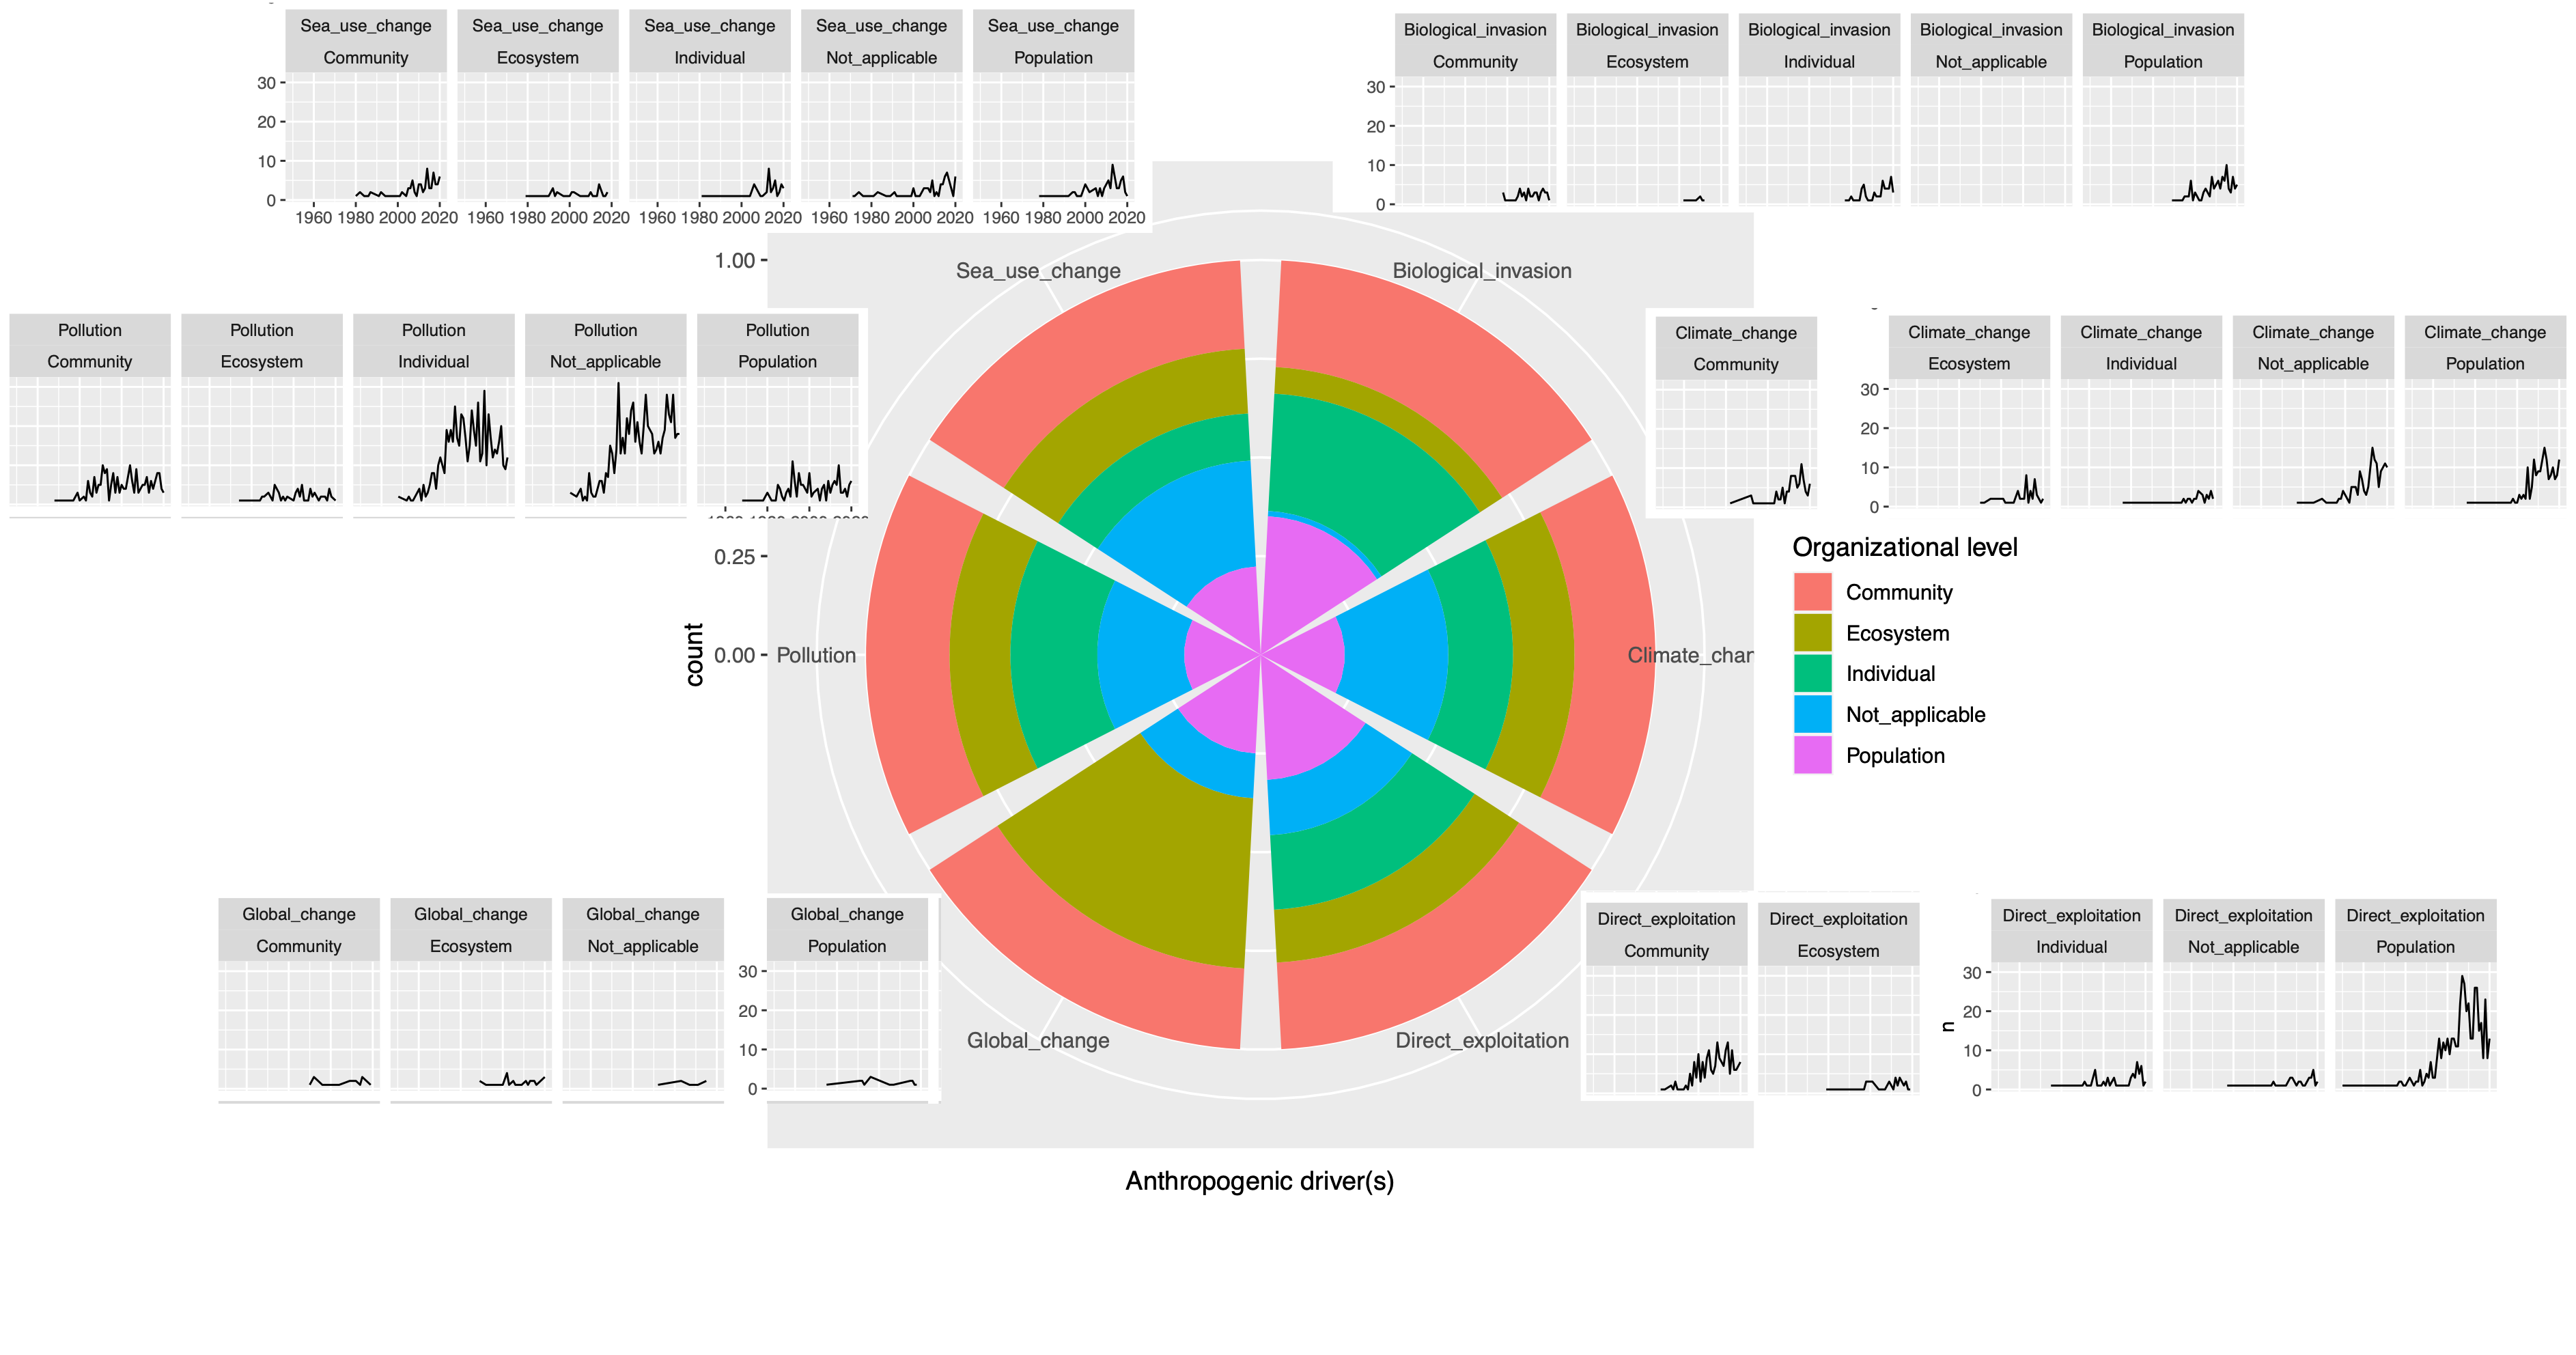 Sea_use_change Sea_use_change Sea_use_change Sea_use_change Sea_use_change
Community Ecosystem Individual Not_applicable Population
30
20
10
0
1960 1980 2000 2020 1960 1980 2000 2020 1960 1980 2000 2020 1960 1980 2000 2020 1960 1980 2000 2020
Biological_invasion Biological_invasion Biological_invasion Biological_invasion Biological_invasion
Community Ecosystem Individual Not_applicable Population
30
20
10
0
1.00
Sea_use_change
Biological_invasion
Pollution Pollution Pollution Pollution Pollution
Community Ecosystem Individual Not_applicable Population
Climate_change
Community
Climate_change Climate_change Climate_change Climate_change
Ecosystem Individual Not_applicable Population
30
20
10
0
0.25
count
0.00
Pollution
Climate_chan
Organizational level
Community
Ecosystem
Individual
Not_applicable
Population
Global_change Global_change Global_change
Community Ecosystem Not_applicable
Global_change
Population
30
20
10
0
Global_change
Direct_exploitation
Direct_exploitation Direct_exploitation
Community Ecosystem
Direct_exploitation Direct_exploitation Direct_exploitation
Individual Not_applicable Population
n
30
20
10
0
Anthropogenic driver(s)